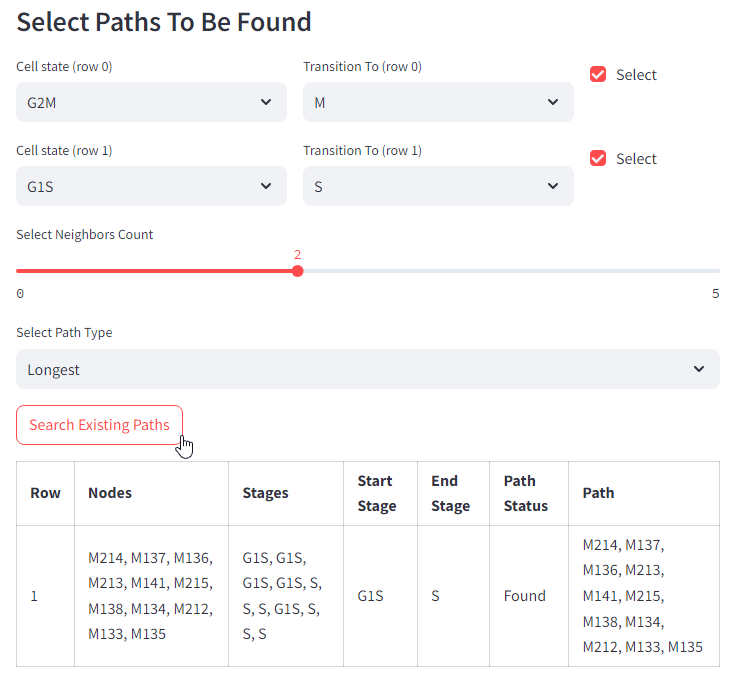 Select Paths To Be Found
Cell state (row 0)
Transition To (row 0)
G2M
M
Select
Cell state (row 1)
Transition To (row 1)
G1S
S
Select
Select Neighbors Count
2
0
5
Select Path Type
Longest
Search Existing Paths
Row
Nodes
Stages
Start
Stage
End
Stage
Path
Status
Path
1
M214, M137, M136,
M213, M141, M215,
M138, M134, M212,
M133, M135
G1S, G1S,
G1S, G1S, S,
S, S, G1S, S,
S, S
G1S
S
Found
M214, M137,
M136, M213,
M141, M215,
M138, M134,
M212, M133, M135